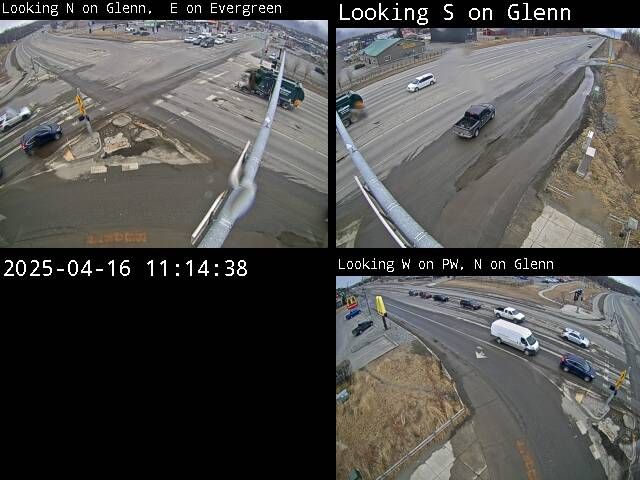 Looking N on Glenn,  E on Evergreen
Looking S on Glenn
2025-04-16 11:14:38
Looking W on PW, N on Glenn